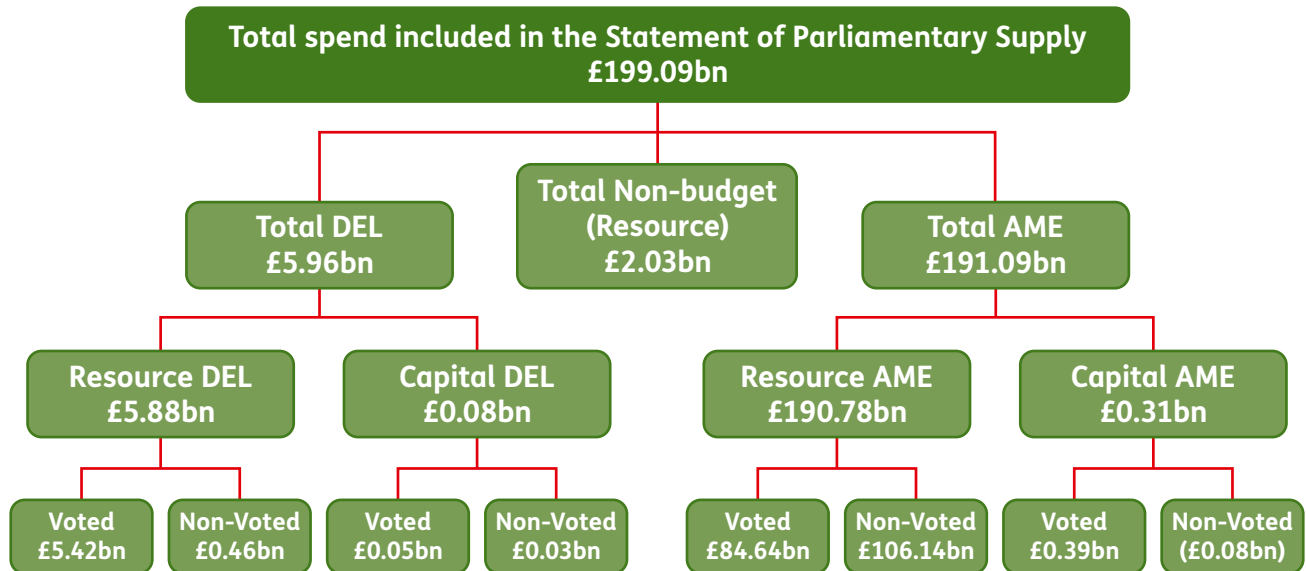 Total spend included in the Statement of Parliamentary Supply
£199.09bn
Total DEL
£5.96bn
Total Non-budget
(Resource)
£2.03bn
Total AME
£191.09bn
Resource DEL
£5.88bn
Capital DEL
£0.08bn
Resource AME
£190.78bn
Capital AME
£0.31bn
Voted
£5.42bn
Non-Voted
£0.46bn
Voted
£0.05bn
Non-Voted
£0.03bn
Voted
£84.64bn
Non-Voted
£106.14bn
Voted
£0.39bn
Non-Voted
(£0.08bn)